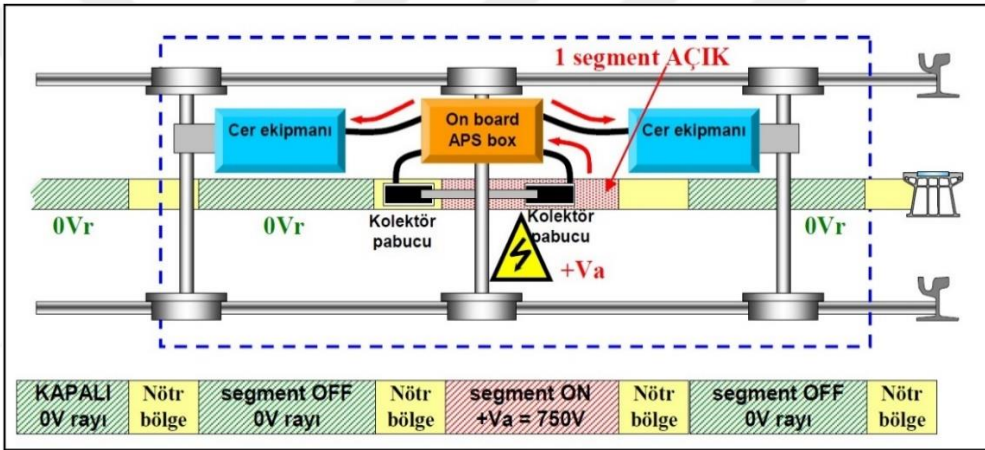 1 segment AÇIK
Cer ekipmanı
On board
APS box
Cer ekipmanı
0Vr
0Vr
Kolektör
pabucu
Kolektör
pabucu
+Va
0Vr
KAPALI
0V rayı
Nötr
bölge
segment OFF
0V rayı
Nötr
bölge
segment ON
+Va = 750V
Nötr
bölge
segment OFF
0V rayı
Nötr
bölge